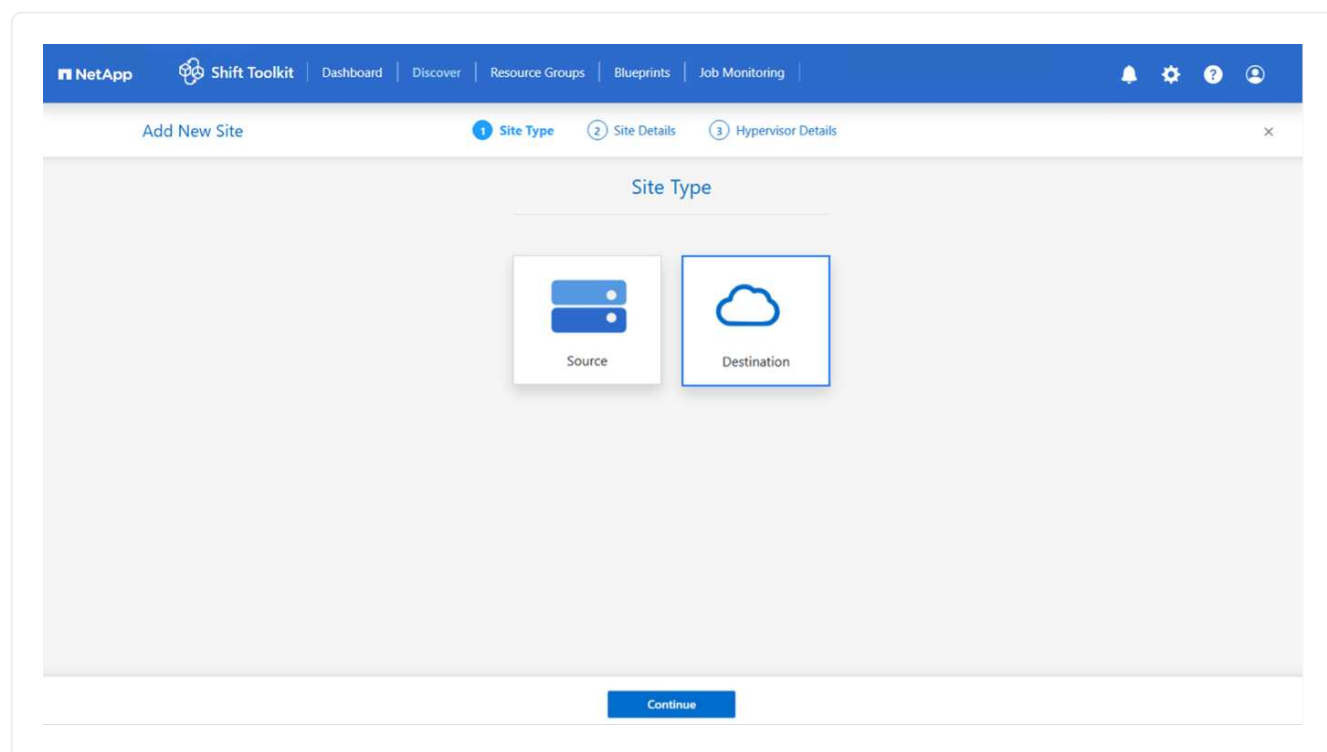 NetApp Shift Toolkit Dashboard Discover Resource Groups Blueprints Job Monitoring ?
Add New Site 1 Site Type 2 Site Details 3 Hypervisor Details ×
Site Type
Source Destination
Continue